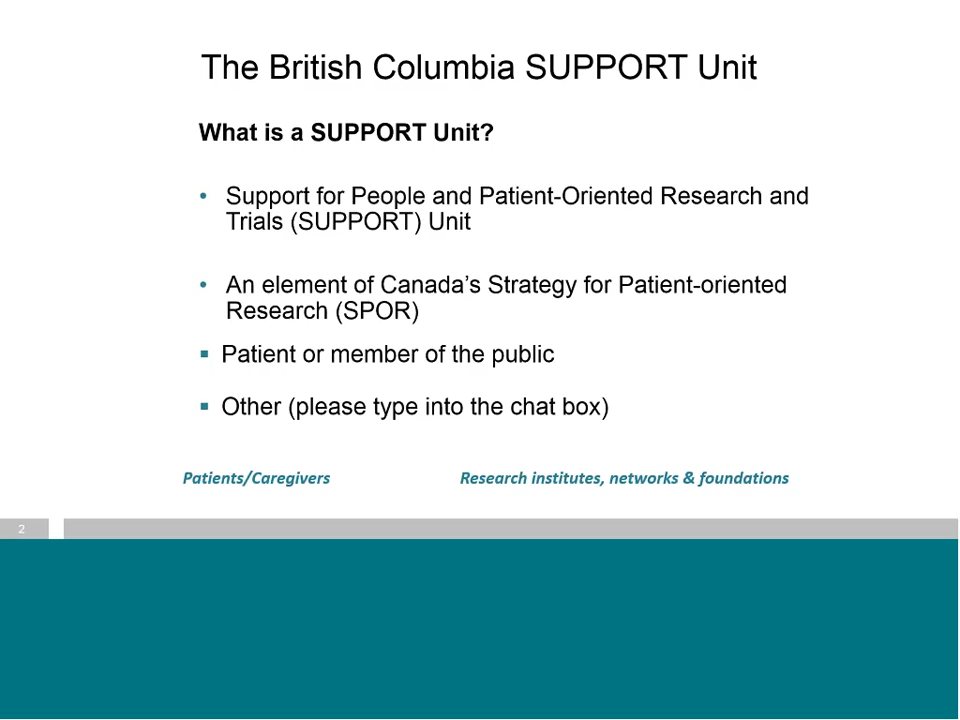 The British Columbia SUPPORT Unit
What is a SUPPORT Unit?
• Support for People and Patient-Oriented Research and
Trials (SUPPORT) Unit
• An element of Canada’s Strategy for Patient-oriented
Research (SPOR)
▪ Patient or member of the public
▪ Other (please type into the chat box)
Patients/Caregivers Research institutes, networks & foundations
2